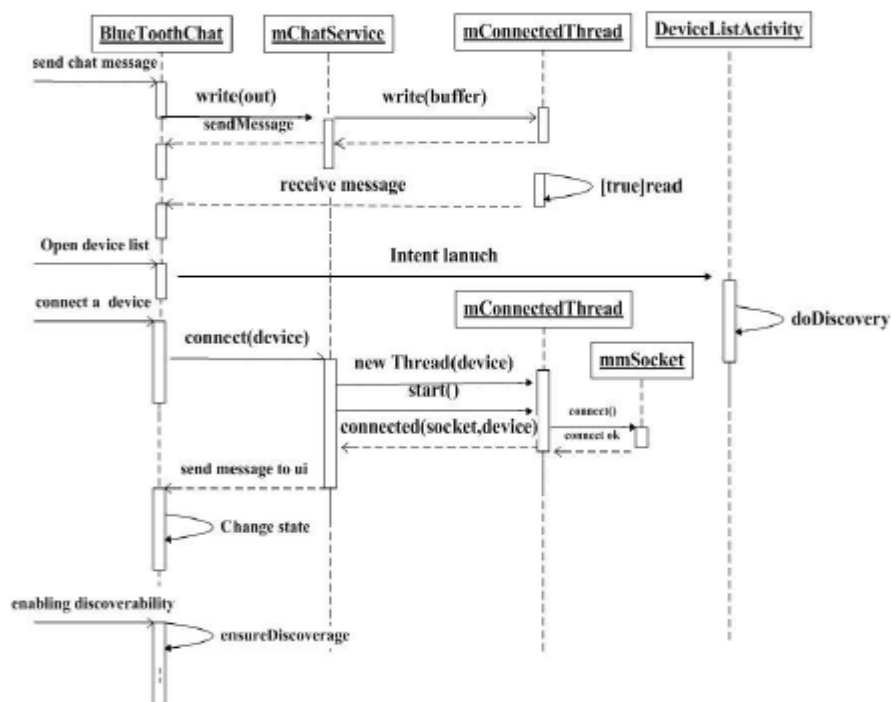 BlueToothChat
mChatService
mConnectedThread
DeviceListActivity
send chat message
write(out)
write(buffer)
sendMessage
receive message
[true]read
Open device list
Intent lanuch
connect a device
mConnectedThread
doDiscovery
connect(device)
new Thread(device)
mmSocket
start()
connected(socket,device)
connect()
connect ok
send message to ui
Change state
enabling discoverability
ensureDiscoverage